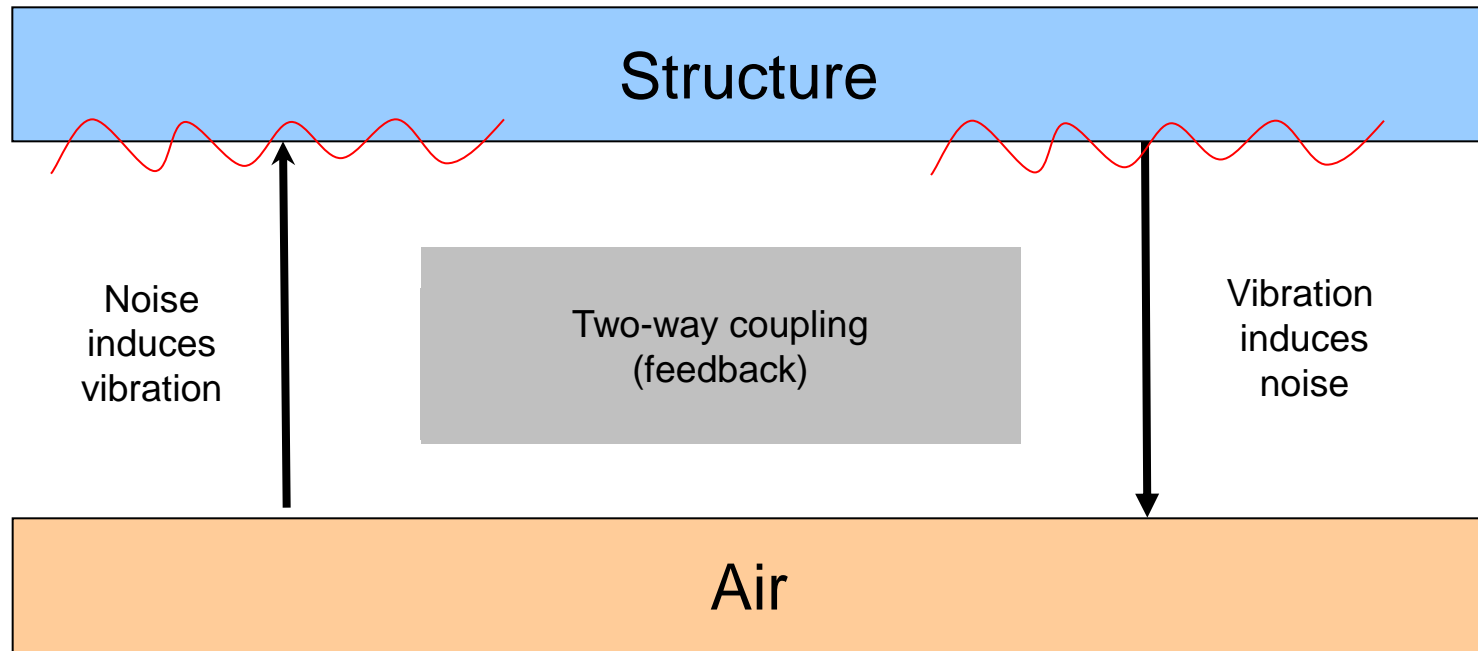 Structure
Noise
induces
vibration
Two-way coupling
(feedback)
Vibration
induces
noise
Air